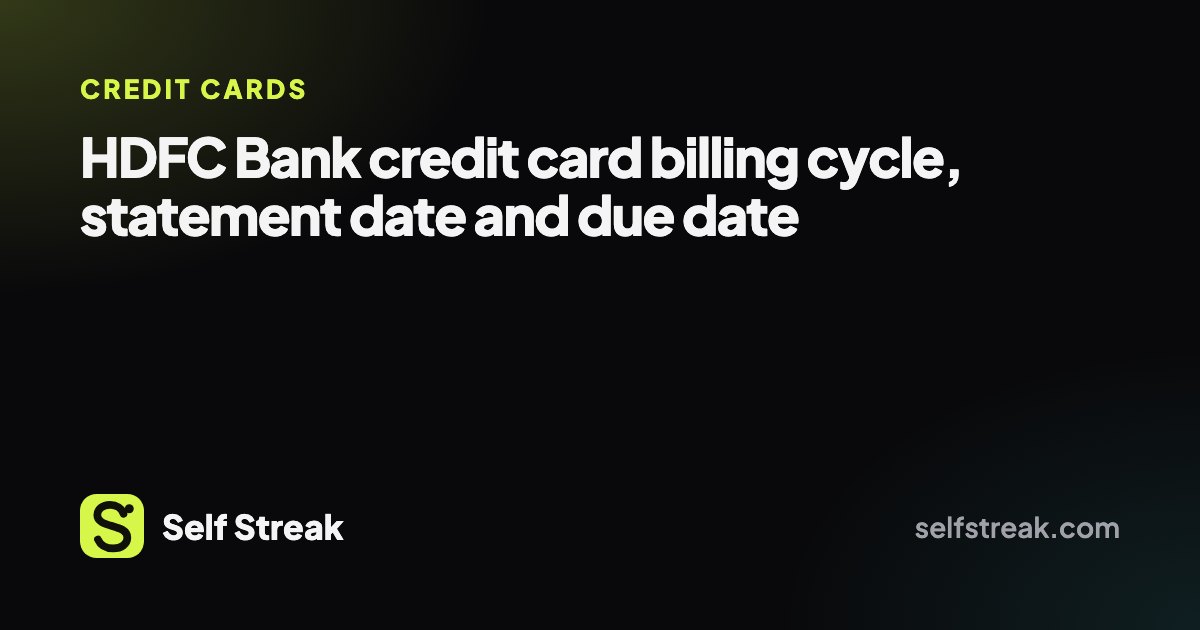 CREDIT CARDS
HDFC Bank credit card billing cycle,
statement date and due date
Self Streak
selfstreak.com